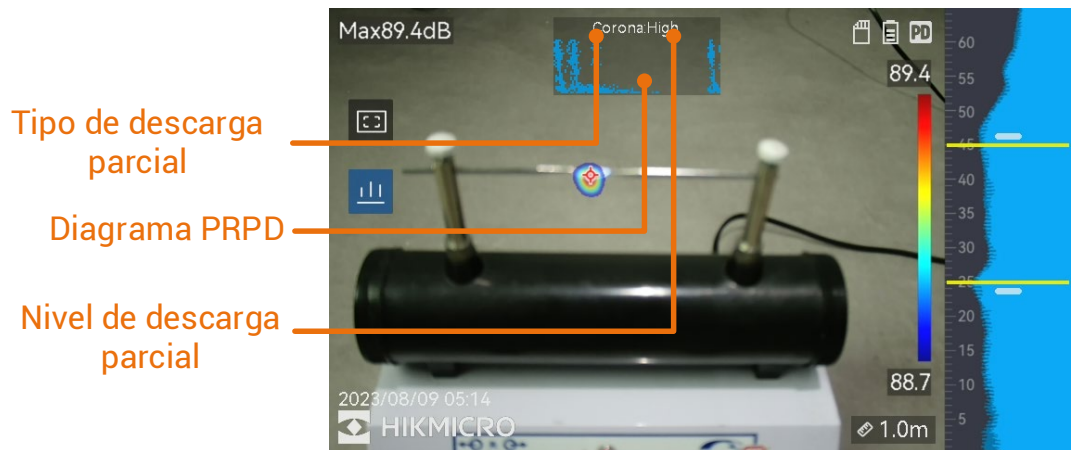 Max89.4dB
Corona:High
PD
89.4
60
55
50
45
40
35
30
25
20
15
10
5
Tipo de descarga
parcial
Diagrama PRPD
Nivel de descarga
parcial
88.7
2023/08/09 05:14
HIKMICRO
1.0m